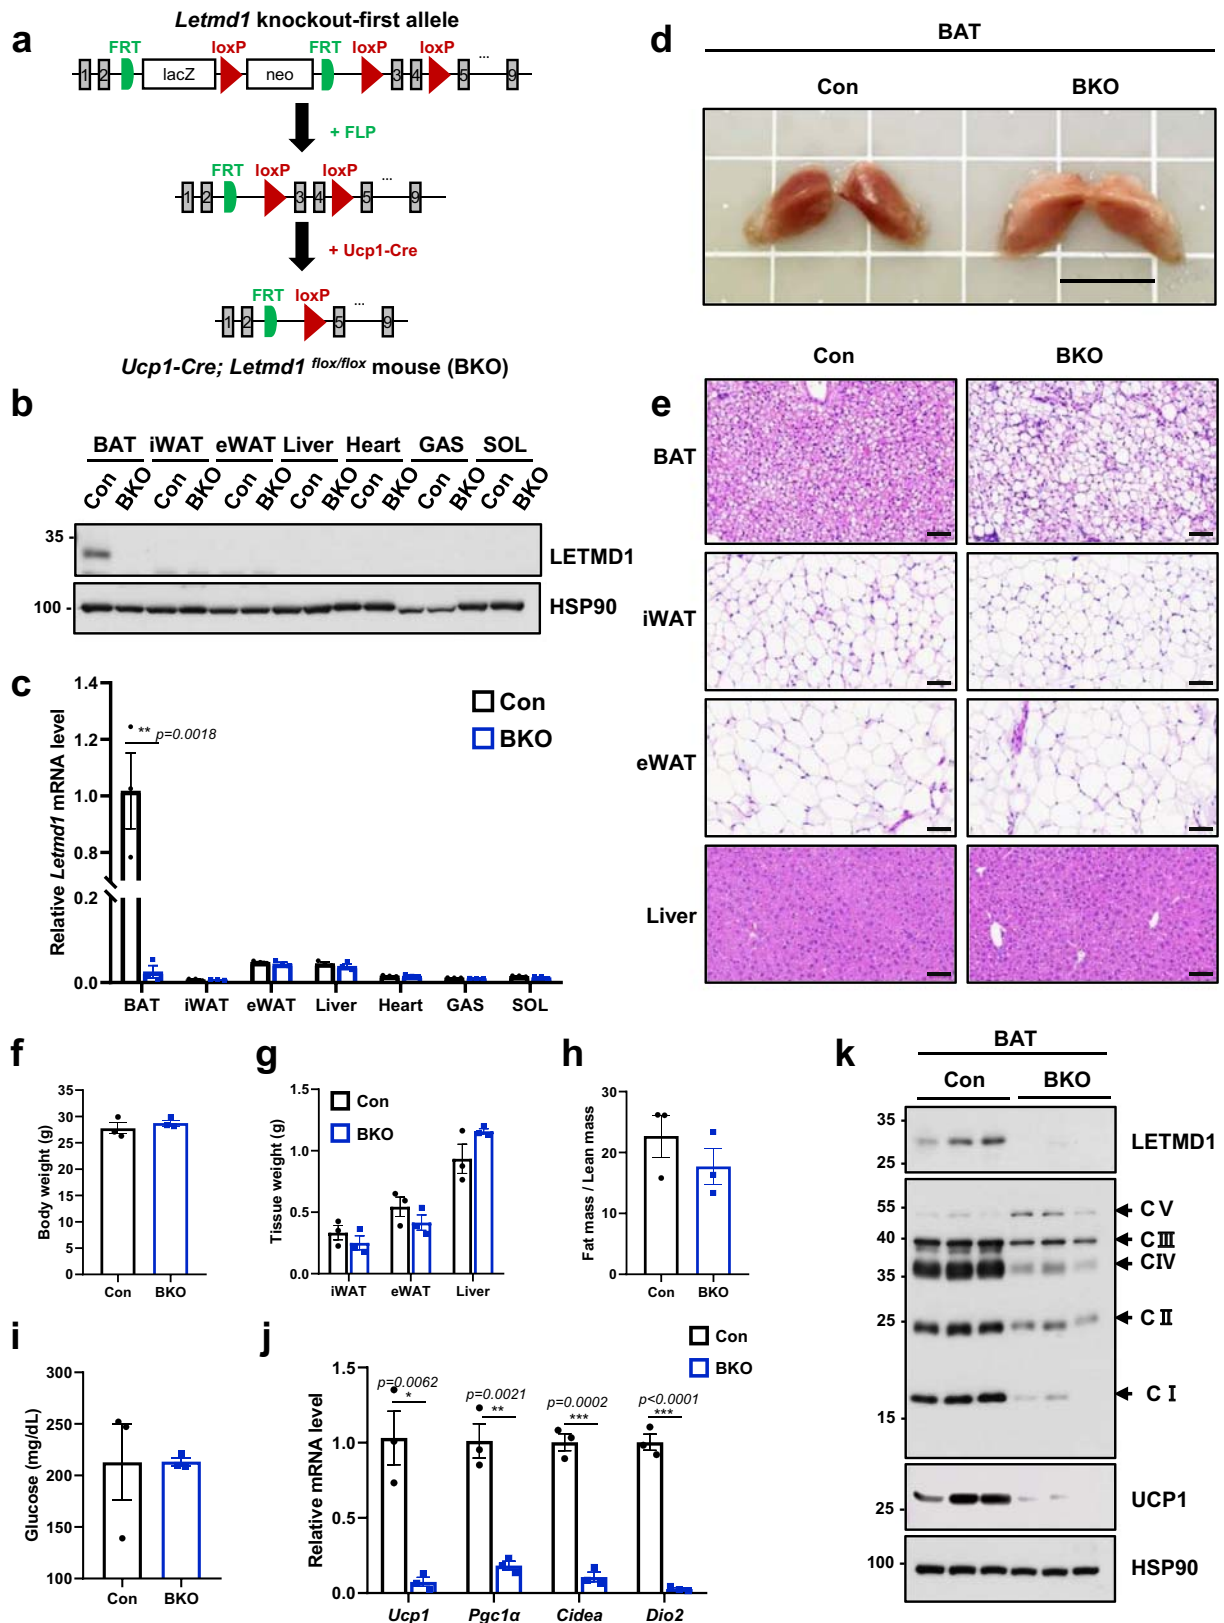 a
Letmd1 knockout-first allele
FRT loxP FRT loxP loxP
1 2 lacZ neo 3 4 5 ... 9
+ FLP
FRT loxP loxP
1 2 3 4 5 ... 9
+ Ucp1-Cre
FRT loxP
1 2 5 ... 9
Ucp1-Cre; Letmd1 flox/flox mouse (BKO)
b
BAT iWAT eWAT Liver Heart GAS SOL
Con BKO Con BKO Con BKO Con BKO Con BKO Con BKO Con BKO
35 -
LETMD1
100 -
HSP90
c
Relative Letmd1 mRNA level
1.4
1.2
1.0
0.8
0.2
0.0
** p=0.0018
Con
BKO
BAT iWAT eWAT Liver Heart GAS SOL
d
BAT
Con BKO
e
Con BKO
BAT
iWAT
eWAT
Liver
f
Body weight (g)
35
30
25
20
15
10
5
0
Con BKO
g
Tissue weight (g)
1.5
1.0
0.5
0.0
Con
BKO
iWAT eWAT Liver
h
Fat mass / Lean mass
30
20
10
0
Con BKO
i
Glucose (mg/dL)
300
250
200
150
100
Con BKO
j
Relative mRNA level
1.5
1.0
0.5
0.0
Con
BKO
p=0.0062 p=0.0021 p=0.0002 p<0.0001
* ** *** ***
Ucp1 Pgc1α Cidea Dio2
k
BAT
Con BKO
35 -
25 -
LETMD1
55 -
40 -
35 -
25 -
15 -
CⅤ
CⅢ
CⅣ
CⅡ
CⅠ
25 -
UCP1
100 -
HSP90